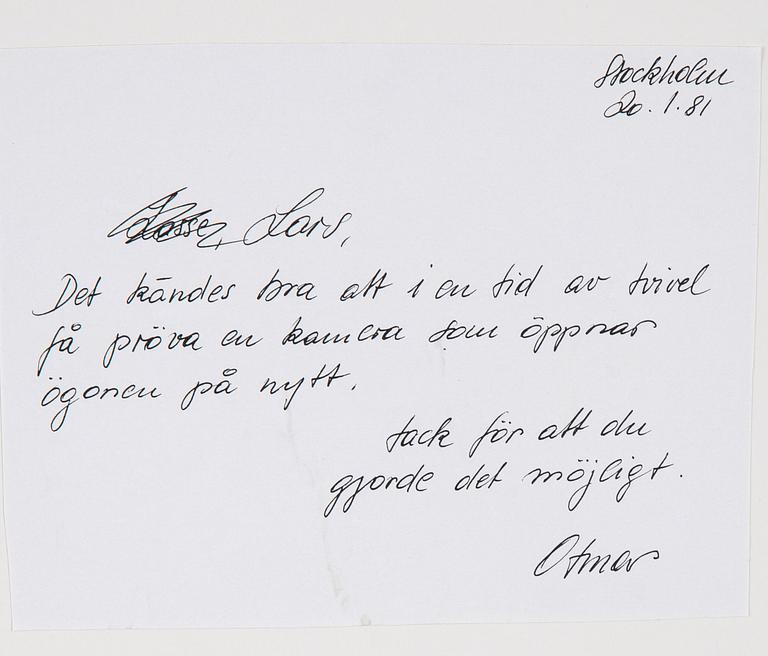 Stockholm
20.1.81
Lasse, Lars,
Det kändes bra att i en tid av tvivel
få pröva en kamera som öppnar
ögonen på nytt.
tack för att du
gjorde det möjligt.
Otmar